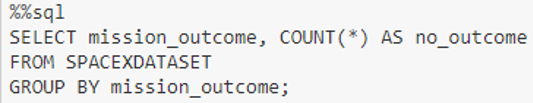 %%sql
SELECT mission_outcome, COUNT(*) AS no_outcome
FROM SPACEXDATASET
GROUP BY mission_outcome;